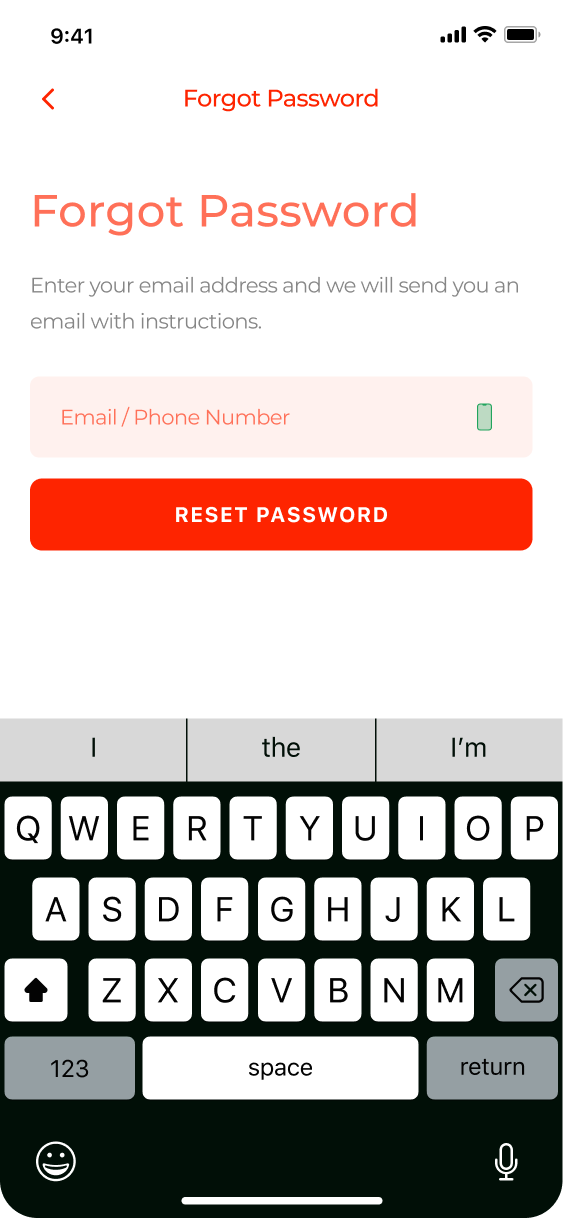 9:41
Forgot Password
Forgot Password
Enter your email address and we will send you an
email with instructions.
Email / Phone Number
RESET PASSWORD
I the I’m
Q W E R T Y U I O P
A S D F G H J K L
Z X C V B N M
123 space return